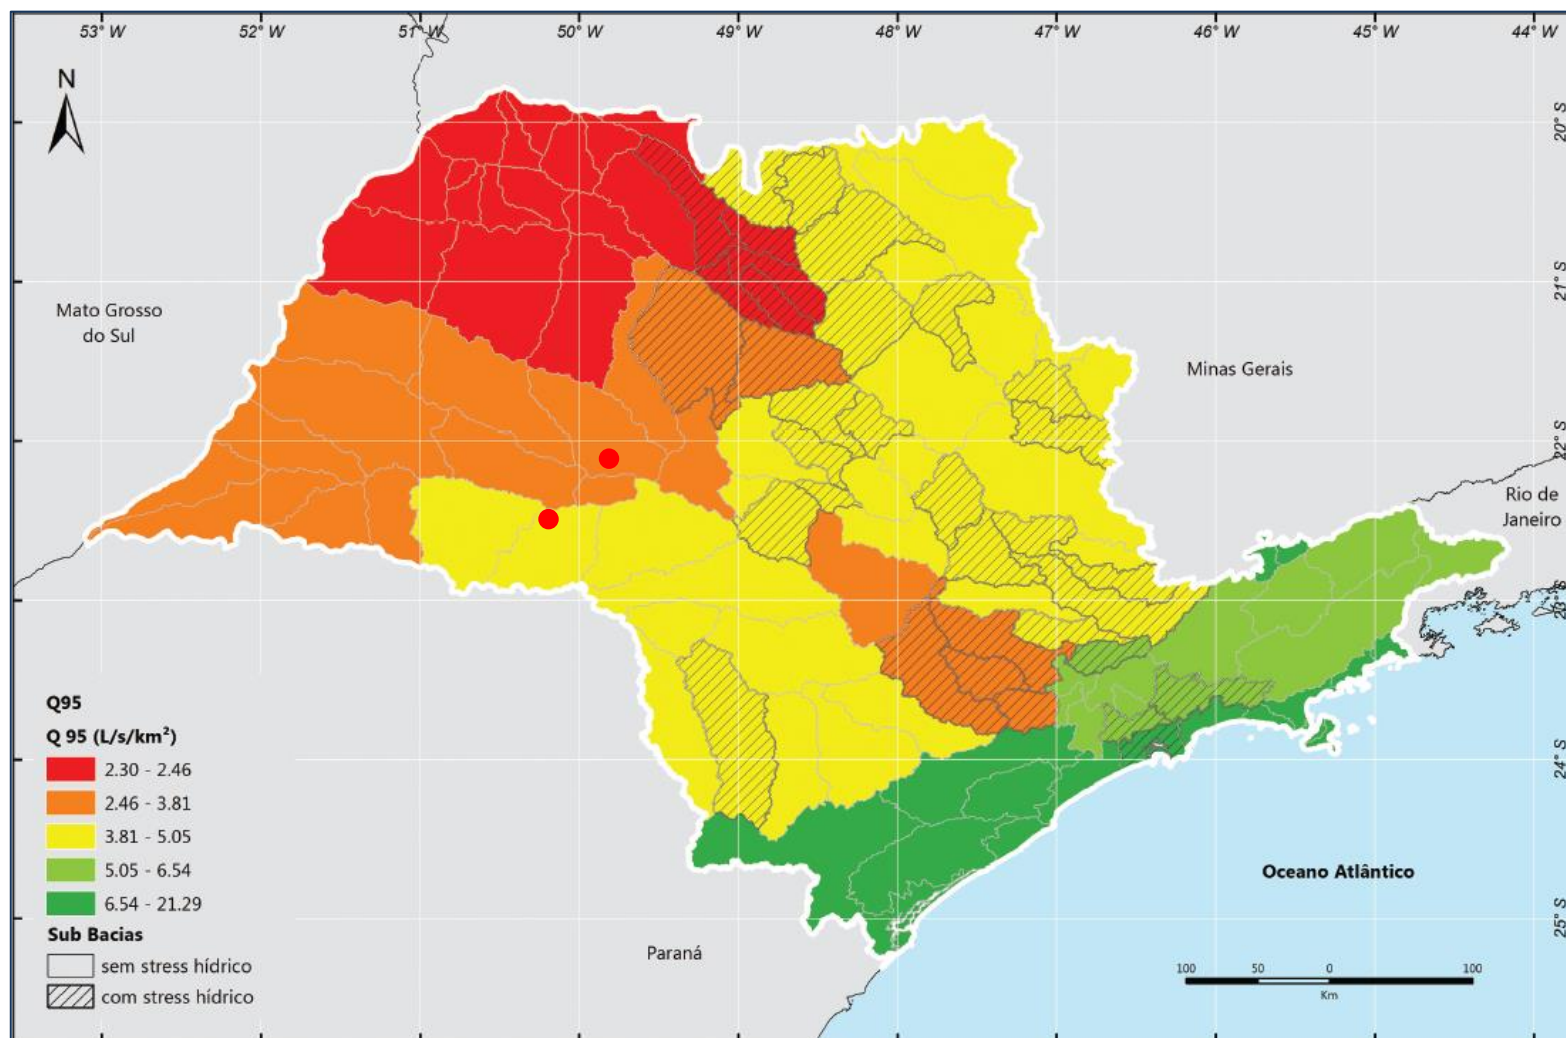 53° W 52° W 51° W 50° W 49° W 48° W 47° W 46° W 45° W 44° W
N
20° S
21° S
22° S
23° S
24° S
25° S
Mato Grosso
do Sul
Minas Gerais
Rio de
Janeiro
Paraná
Oceano Atlântico
Q95
Q 95 (L/s/km²)
2.30 - 2.46
2.46 - 3.81
3.81 - 5.05
5.05 - 6.54
6.54 - 21.29
Sub Bacias
sem stress hídrico
com stress hídrico
100 50 0 100
Km